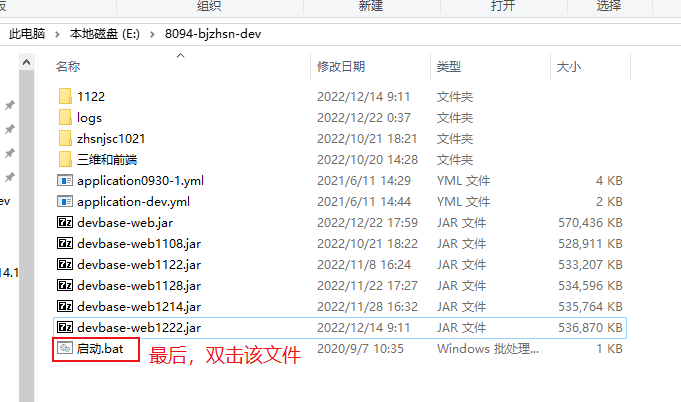 组织 新建 打开 选择
此电脑 本地磁盘 (E:) 8094-bjzhsn-dev
名称 修改日期 类型 大小
1122 2022/12/14 9:11 文件夹
logs 2022/12/22 0:37 文件夹
zhsnjsc1021 2022/10/21 18:21 文件夹
三维和前端 2022/10/20 14:28 文件夹
application0930-1.yml 2021/6/11 14:29 YML 文件 4 KB
application-dev.yml 2021/6/11 14:44 YML 文件 2 KB
devbase-web.jar 2022/12/22 17:59 JAR 文件 570,436 KB
devbase-web1108.jar 2022/10/21 18:22 JAR 文件 528,911 KB
devbase-web1122.jar 2022/11/8 16:24 JAR 文件 533,207 KB
devbase-web1128.jar 2022/11/22 17:27 JAR 文件 534,596 KB
devbase-web1214.jar 2022/11/28 16:32 JAR 文件 535,764 KB
devbase-web1222.jar 2022/12/14 9:11 JAR 文件 536,870 KB
启动.bat 2020/9/7 10:35 Windows 批处理... 1 KB
最后，双击该文件